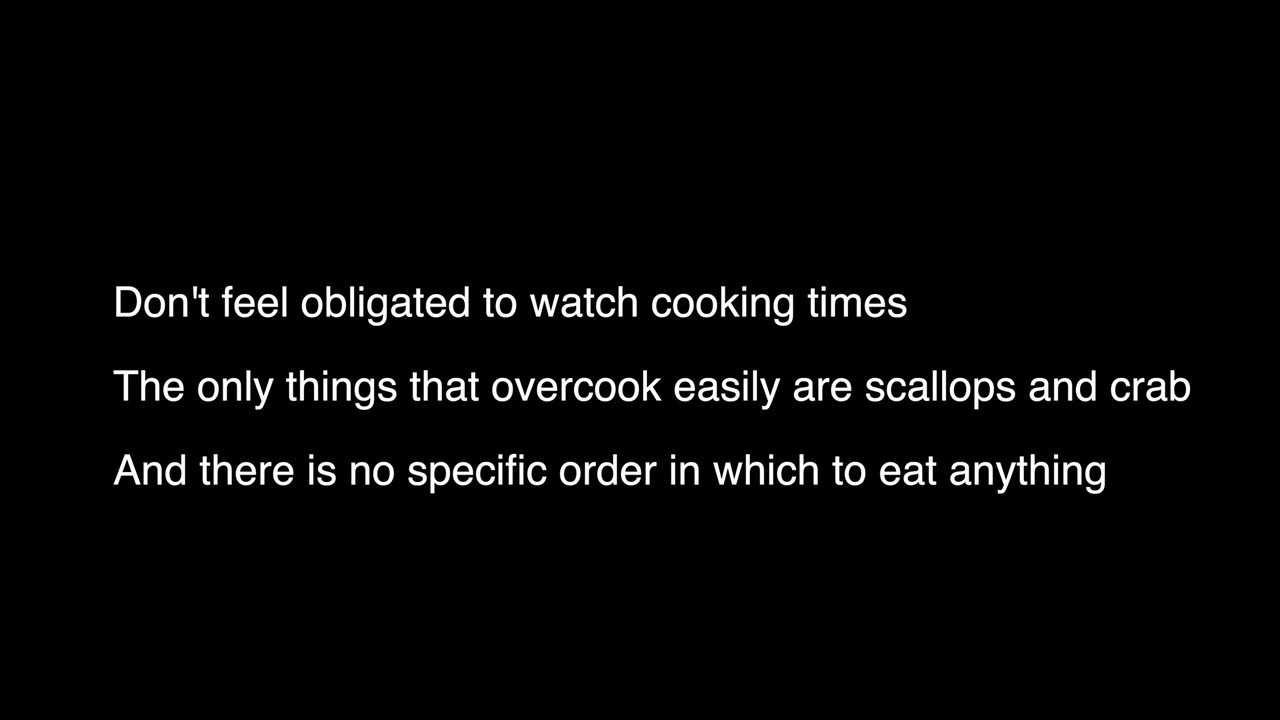 Don't feel obligated to watch cooking times
The only things that overcook easily are scallops and crab
And there is no specific order in which to eat anything